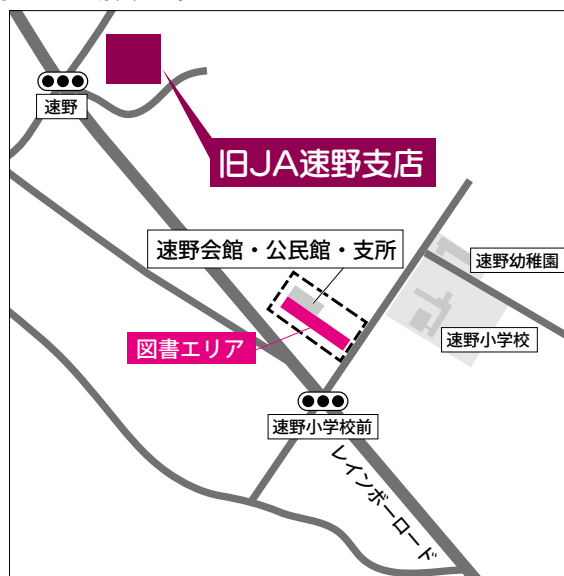 速野
旧JA速野支店
速野会館・公民館・支所
速野幼稚園
図書エリア
速野小学校
速野小学校前
レインボーロード